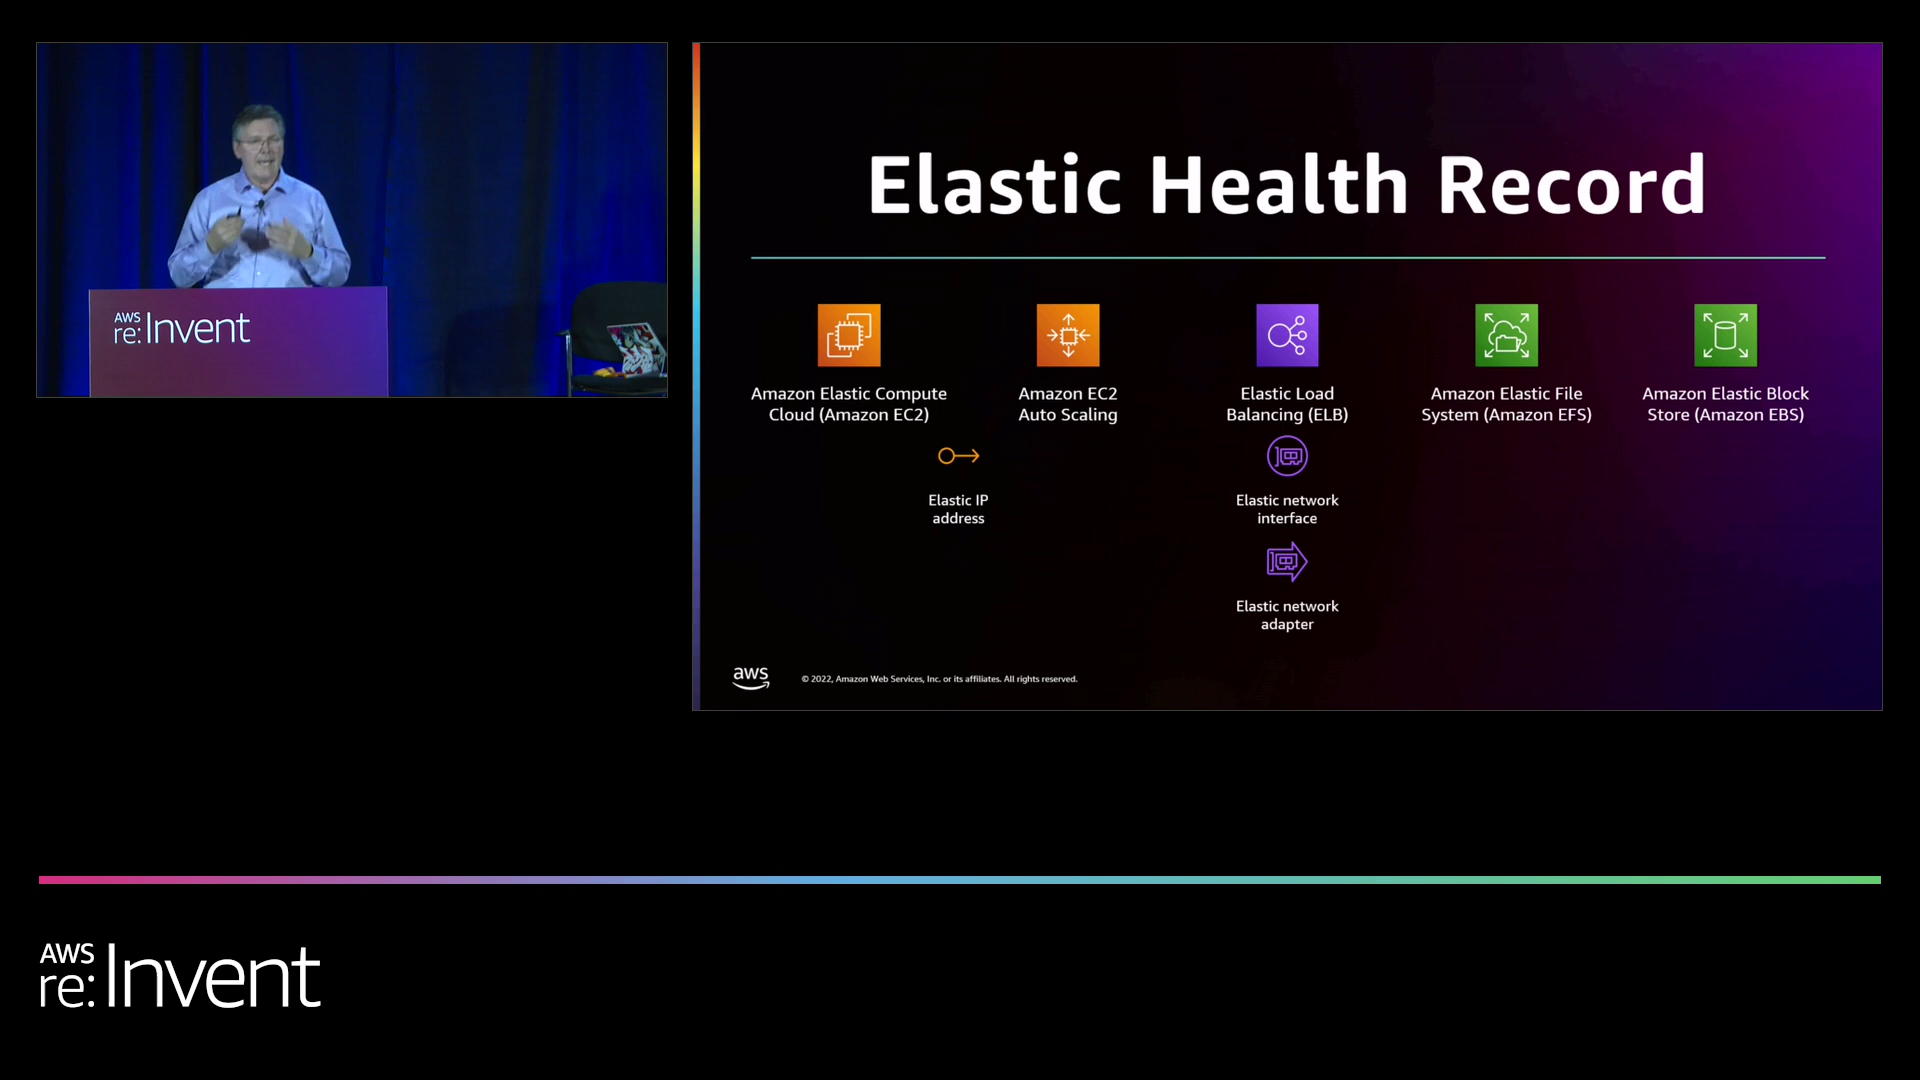 AWS
re:Invent
Elastic Health Record
Amazon Elastic Compute
Cloud (Amazon EC2)
Amazon EC2
Auto Scaling
Elastic Load
Balancing (ELB)
Amazon Elastic File
System (Amazon EFS)
Amazon Elastic Block
Store (Amazon EBS)
Elastic IP
address
Elastic network
interface
Elastic network
adapter
aws
© 2022, Amazon Web Services, Inc. or its affiliates. All rights reserved.
AWS
re:Invent